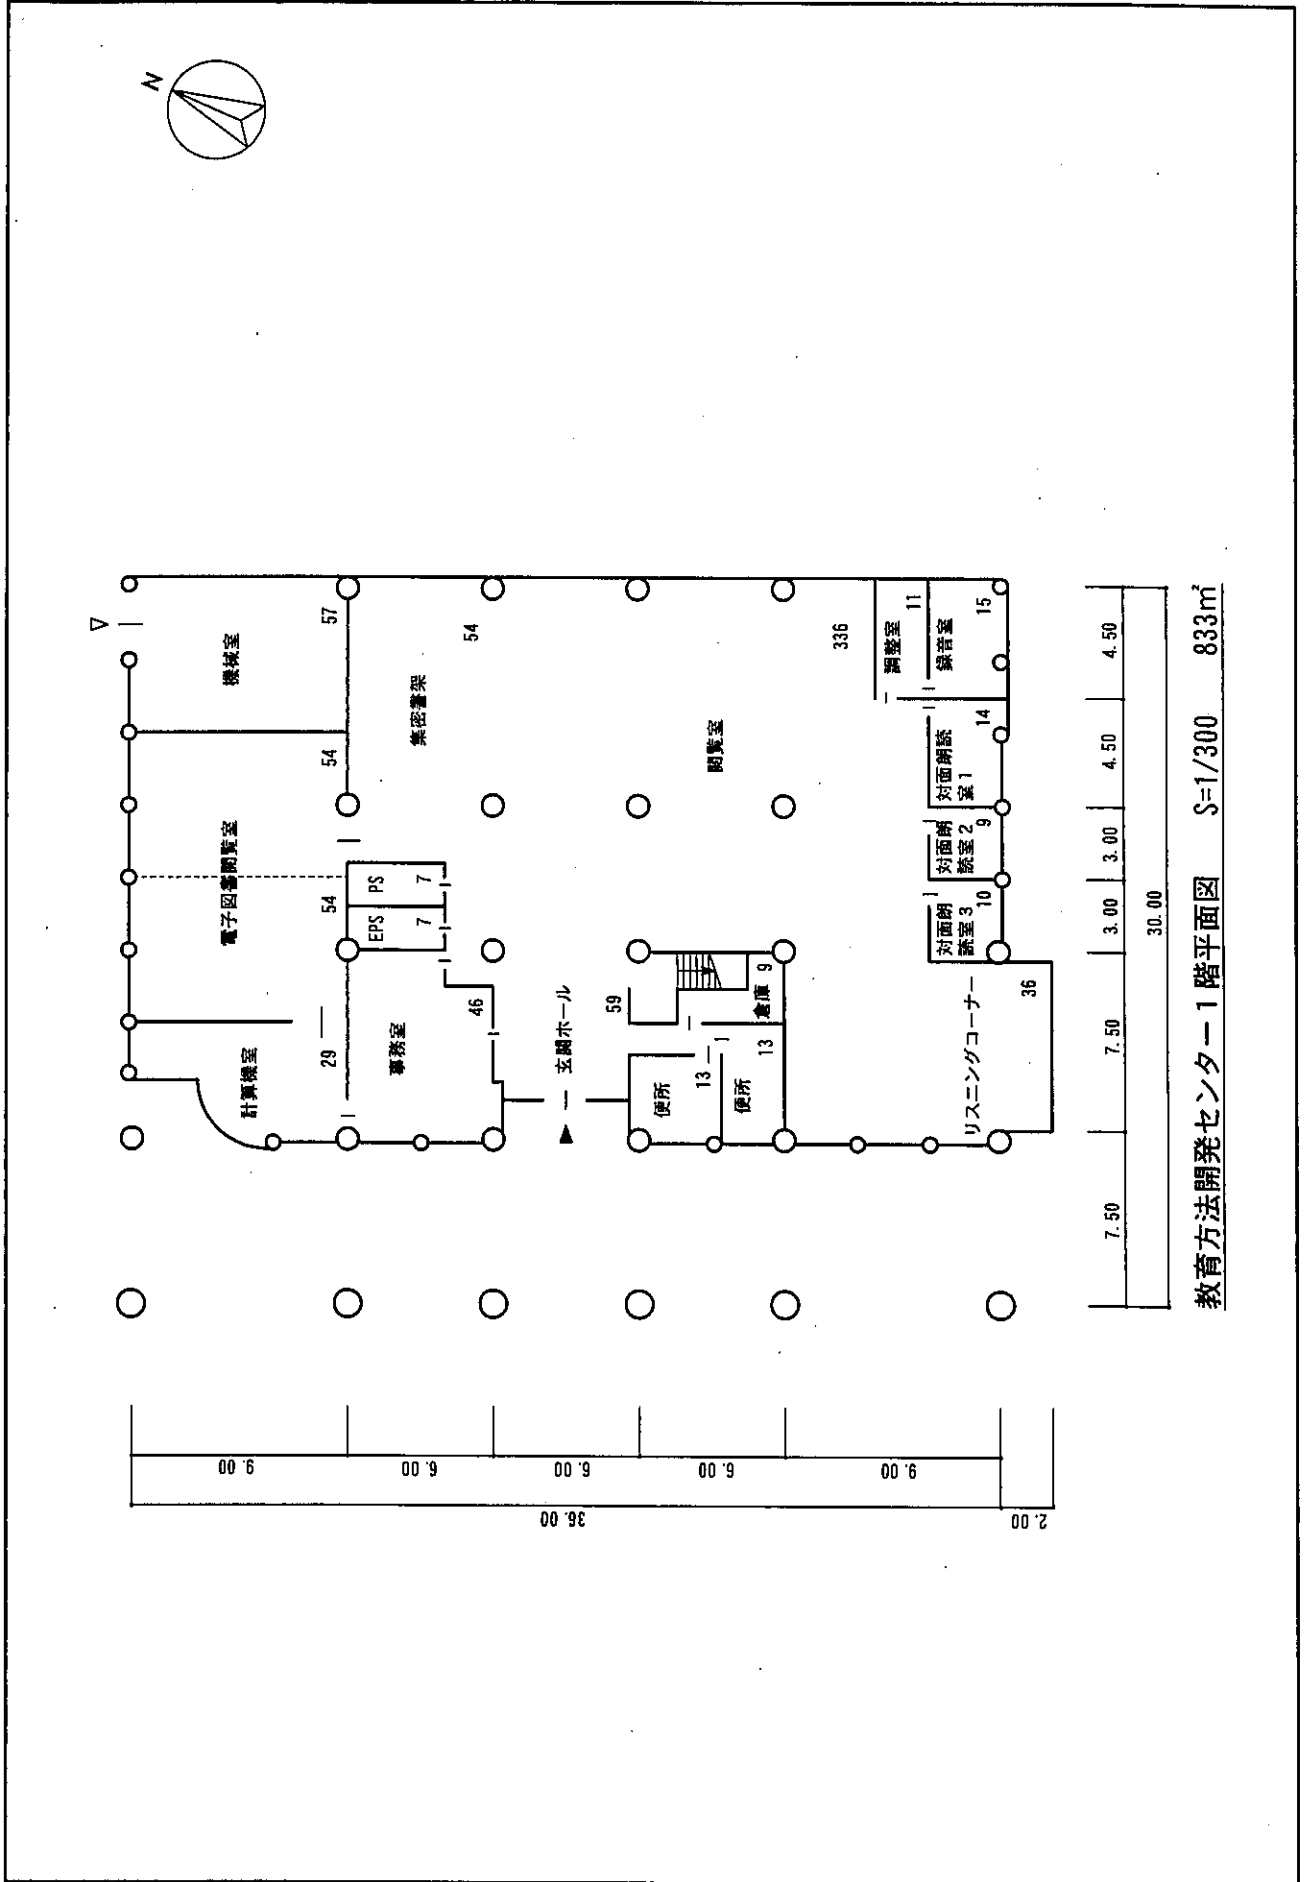 N
機械室
57
電子図書閲覧室
54
54
計算機室
29
集密書架
54
PS
7
EPS
7
事務室
46
玄関ホール
59
閲覧室
336
便所
13
便所
13
倉庫 9
調整室
11
録音室
15
対面朗読
室1
14
対面朗
読室2
9
対面朗
読室3
10
リスニングコーナー
36
7.50
7.50
3.00
3.00
4.50
4.50
30.00
9.00
6.00
6.00
6.00
9.00
36.00
2.00
教育方法開発センター1階平面図 S=1/300 833㎡